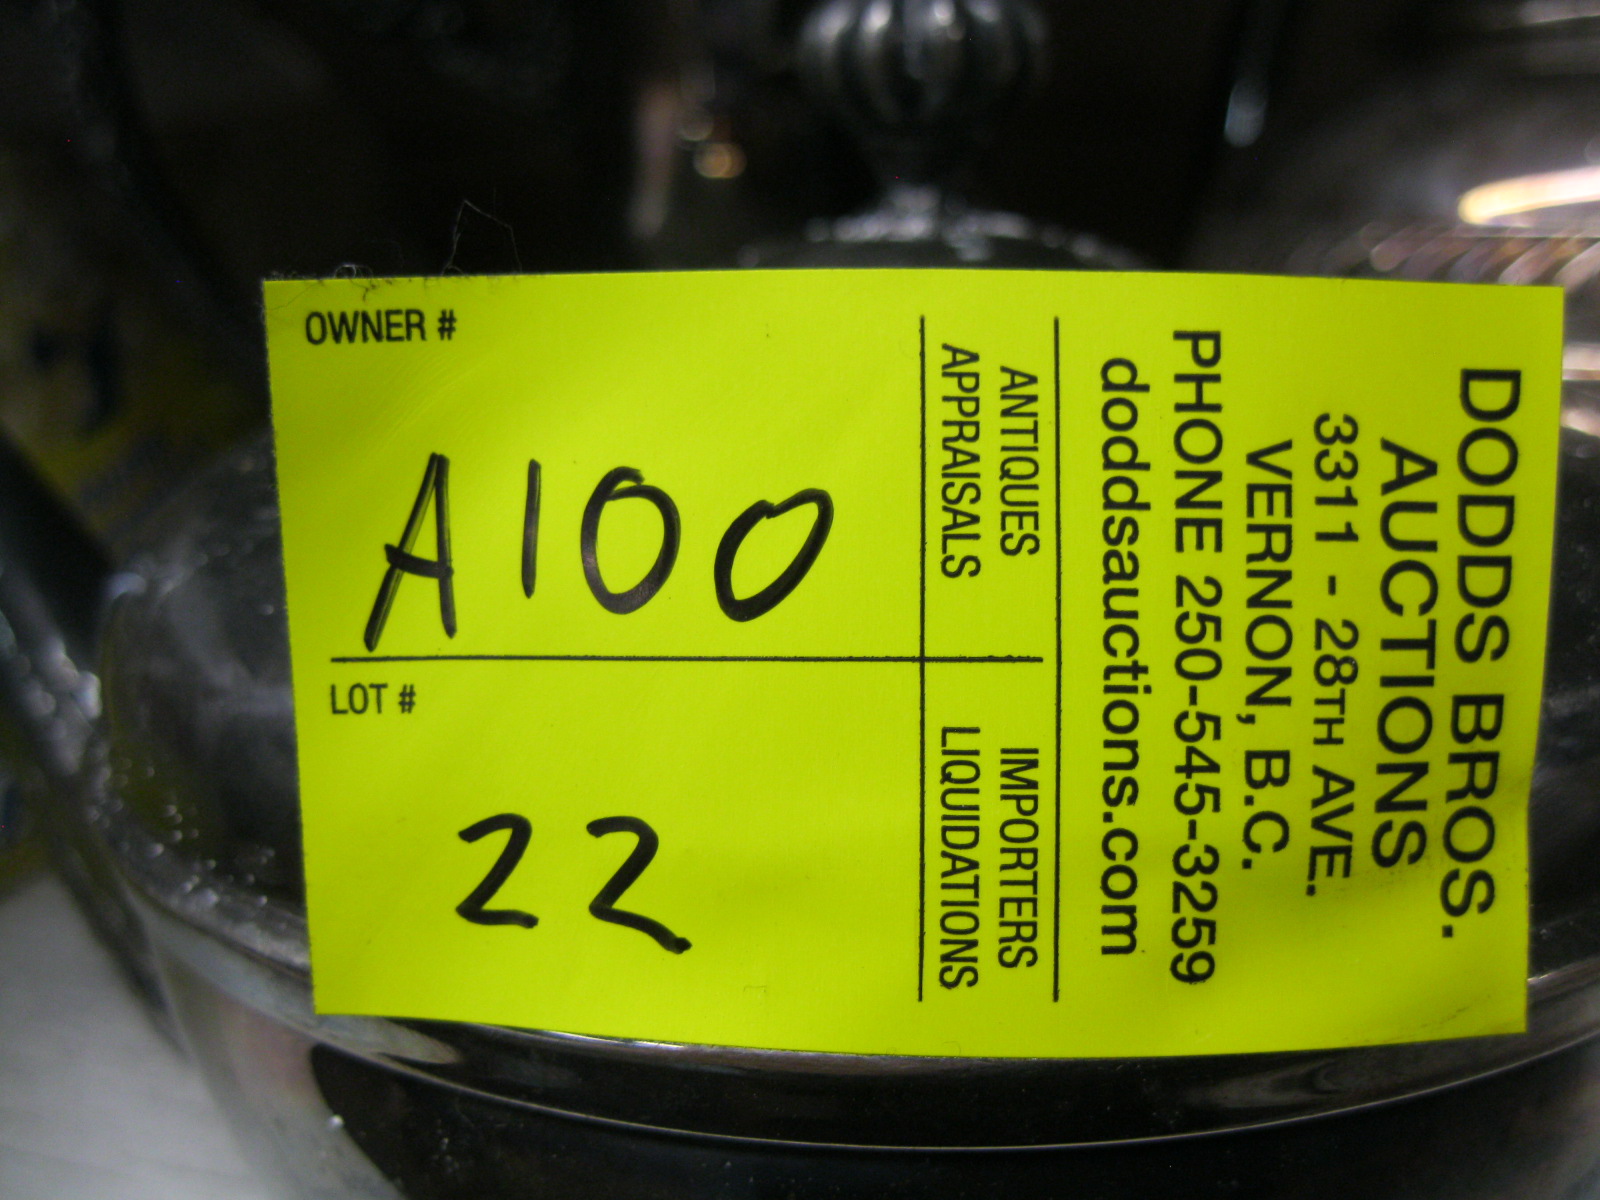 OWNER #
A100
LOT #
22
DODDS BROS.
AUCTIONS
3311 - 28TH AVE.
VERNON, B.C.
PHONE 250-545-3259
doddsauctions.com
ANTIQUES IMPORTERS
APPRAISALS LIQUIDATIONS